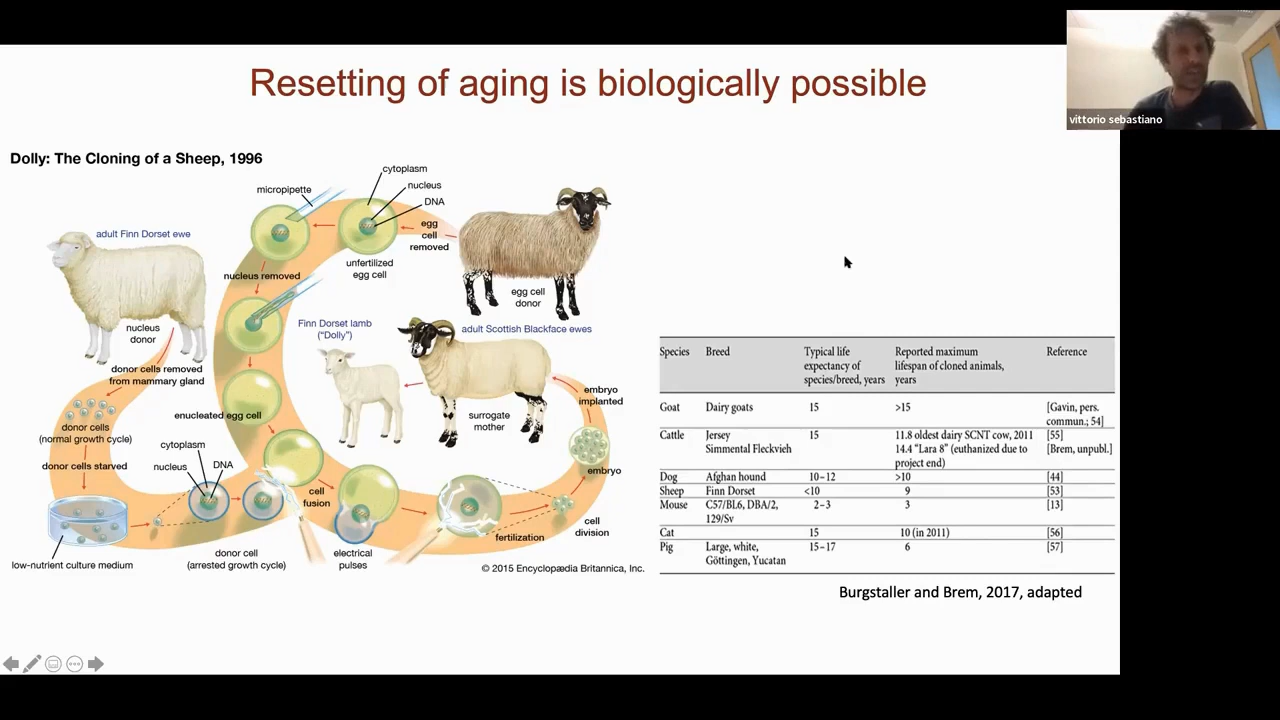 Resetting of aging is biologically possible
vittorio sebastiano
Dolly: The Cloning of a Sheep, 1996
cytoplasm
micropipette
nucleus
DNA
adult Finn Dorset ewe
egg
cell
removed
unfertilized
egg cell
nucleus removed
egg cell
donor
nucleus
donor
Finn Dorset lamb
("Dolly")
adult Scottish Blackface ewes
donor cells removed
from mammary gland
embryo
implanted
surrogate
mother
enucleated egg cell
donor cells
(normal growth cycle)
cytoplasm
nucleus
DNA
donor cells starved
embryo
cell
fusion
cell
division
fertilization
low-nutrient culture medium
donor cell
(arrested growth cycle)
electrical
pulses
© 2015 Encyclopædia Britannica, Inc.
Species Breed Typical life Reported maximum Reference
expectancy of lifespan of cloned animals,
species/breed, years years
Goat Dairy goats 15 >15 [Gavin, pers.
commun.; 54]
Cattle Jersey 15 11.8 oldest dairy SCNT cow, 2011 [55]
Simmental Fleckvieh 14.4 "Lara 8" (euthanized due to [Brem, unpubl.]
project end)
Dog Afghan hound 10–12 >10 [44]
Sheep Finn Dorset <10 9 [53]
Mouse C57/BL6, DBA/2, 2–3 3 [13]
129/Sv
Cat 15 10 (in 2011) [56]
Pig Large, white, 15–17 6 [57]
Göttingen, Yucatan
Burgstaller and Brem, 2017, adapted